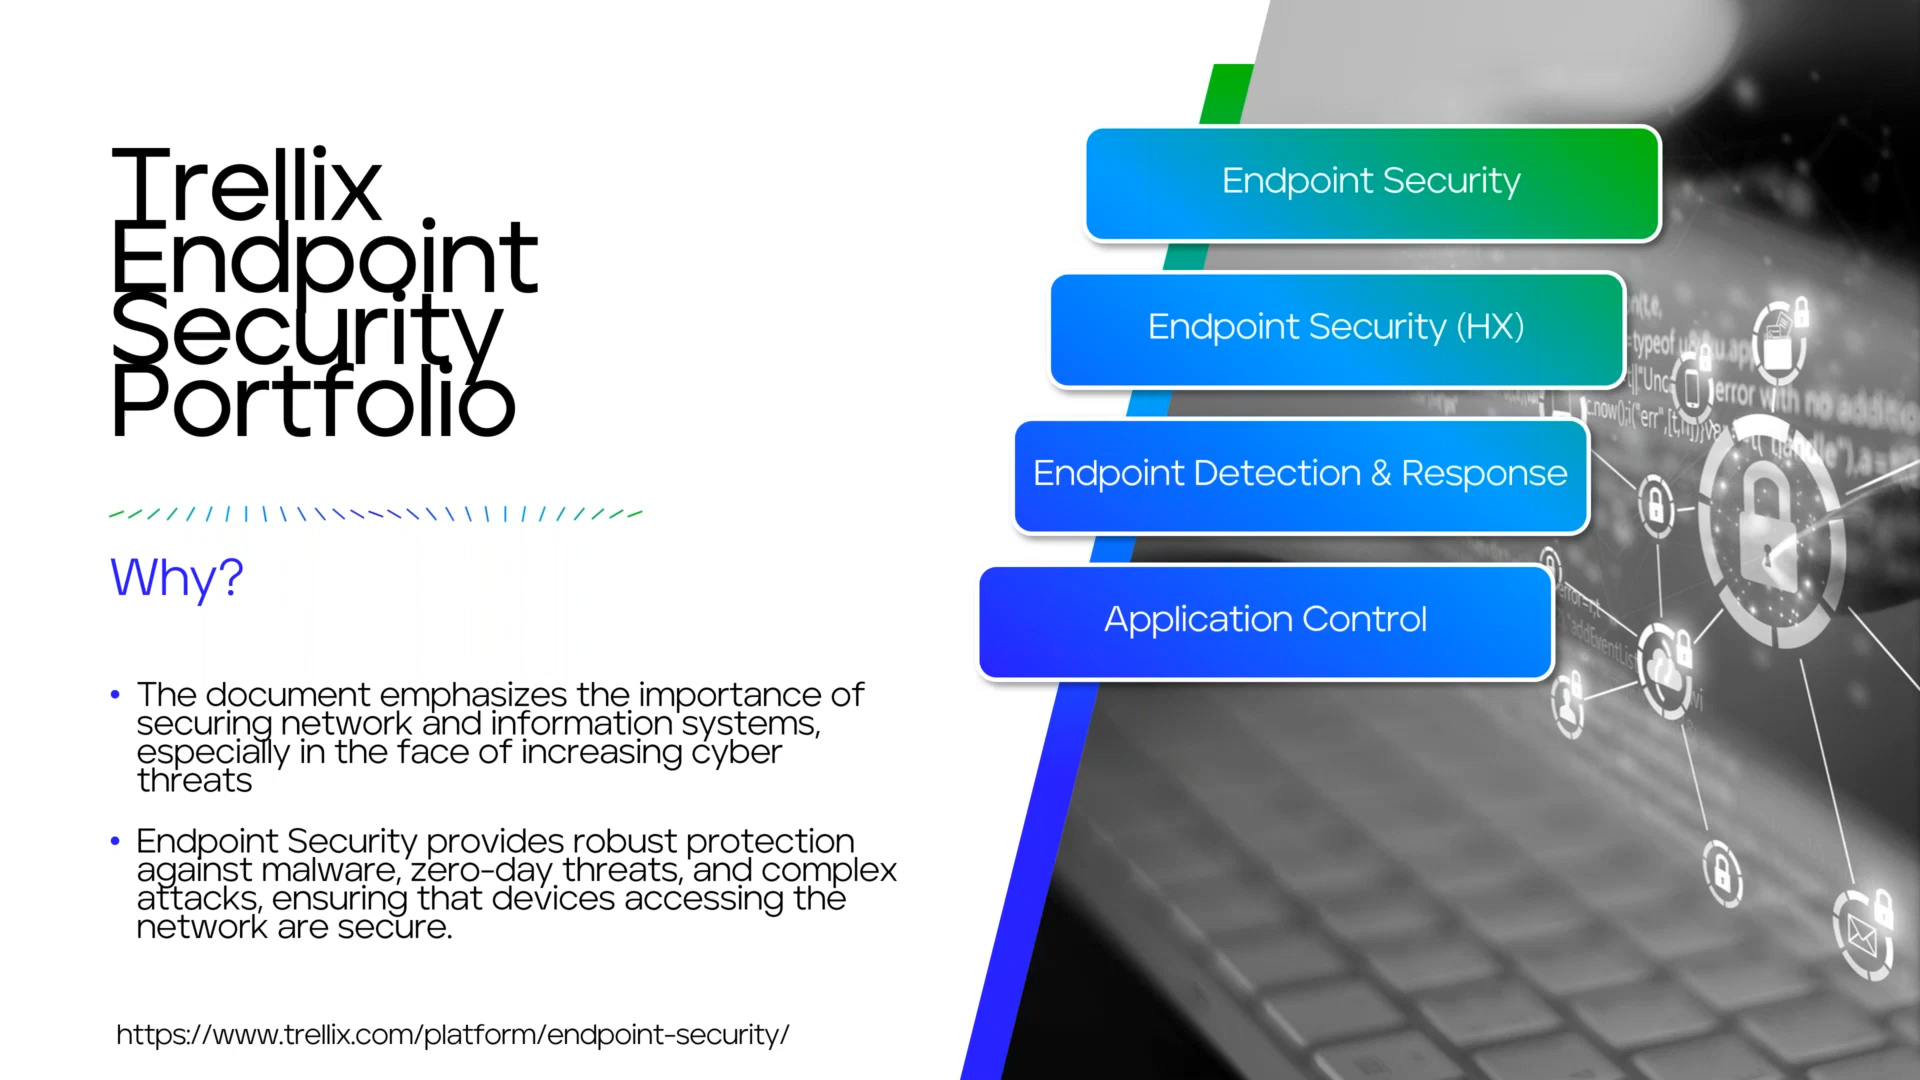 Trellix
Endpoint
Security
Portfolio
Why?
• The document emphasizes the importance of
securing network and information systems,
especially in the face of increasing cyber
threats
• Endpoint Security provides robust protection
against malware, zero-day threats, and complex
attacks, ensuring that devices accessing the
network are secure.
https://www.trellix.com/platform/endpoint-security/
Endpoint Security
Endpoint Security (HX)
Endpoint Detection & Response
Application Control
error with no